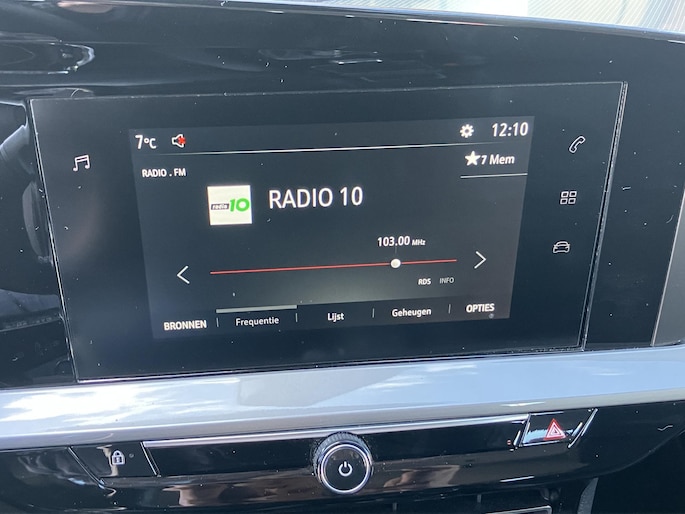 7°C
12:10
RADIO . FM
7 Mem
radio 10
RADIO 10
103.00 MHz
RDS INFO
BRONNEN
Frequentie
Lijst
Geheugen
OPTIES